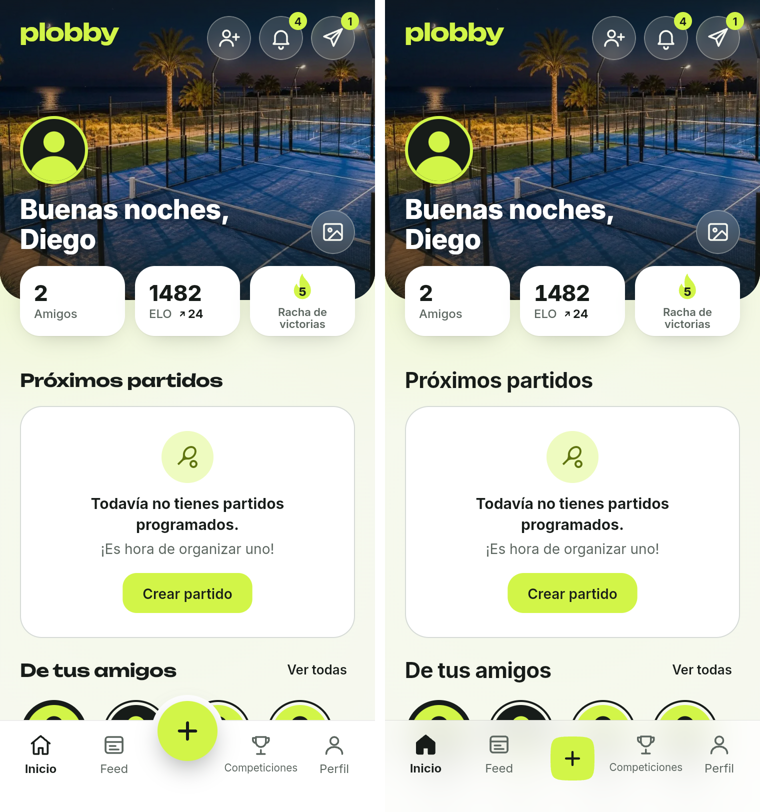 plobby
4
1
Buenas noches,
Diego
2
Amigos
1482
ELO ↗24
5
Racha de
victorias
Próximos partidos
Todavía no tienes partidos
programados.
¡Es hora de organizar uno!
Crear partido
De tus amigos
Ver todas
Inicio
Feed
Competiciones
Perfil
plobby
4
1
Buenas noches,
Diego
2
Amigos
1482
ELO ↗24
5
Racha de
victorias
Próximos partidos
Todavía no tienes partidos
programados.
¡Es hora de organizar uno!
Crear partido
De tus amigos
Ver todas
Inicio
Feed
Competiciones
Perfil